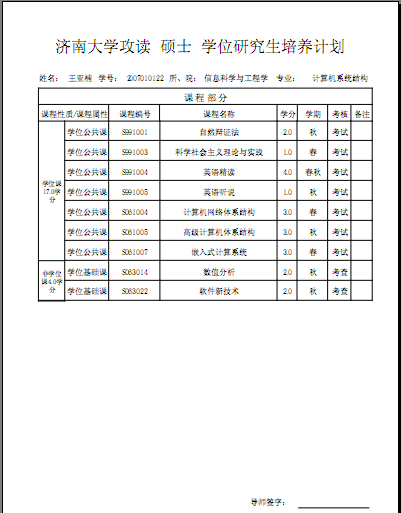 济南大学攻读 硕士 学位研究生培养计划
姓名: 王亚楠 学号: 2007010122 所、院: 信息科学与工程学 专业: 计算机系统结构
课程部分
课程性质/课程属性 课程编号 课程名称 学分 学期 考核 备注
学位课17.0学分
学位公共课 S991001 自然辩证法 2.0 秋 考试
学位公共课 S991003 科学社会主义理论与实践 1.0 春 考试
学位公共课 S991004 英语精读 4.0 春秋 考试
学位公共课 S991005 英语听说 1.0 秋 考试
学位公共课 S061004 计算机网络体系结构 3.0 春 考试
学位公共课 S061005 高级计算机体系结构 3.0 秋 考试
学位公共课 S061007 嵌入式计算系统 3.0 春 考试
非学位课4.0学分
学位基础课 S063014 数值分析 2.0 秋 考查
学位基础课 S063022 软件新技术 2.0 秋 考查
导师签字: